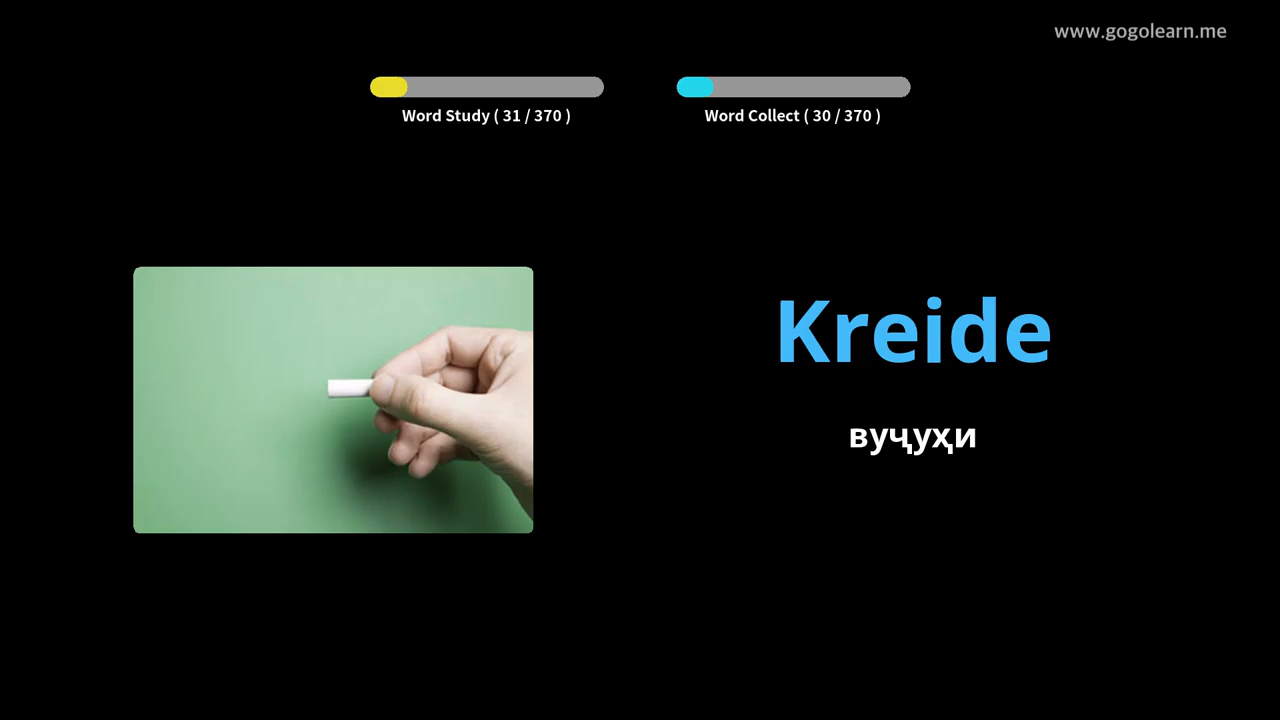 www.gogolearn.me
Word Study ( 31 / 370 )
Word Collect ( 30 / 370 )
Kreide
вуҷуҳи